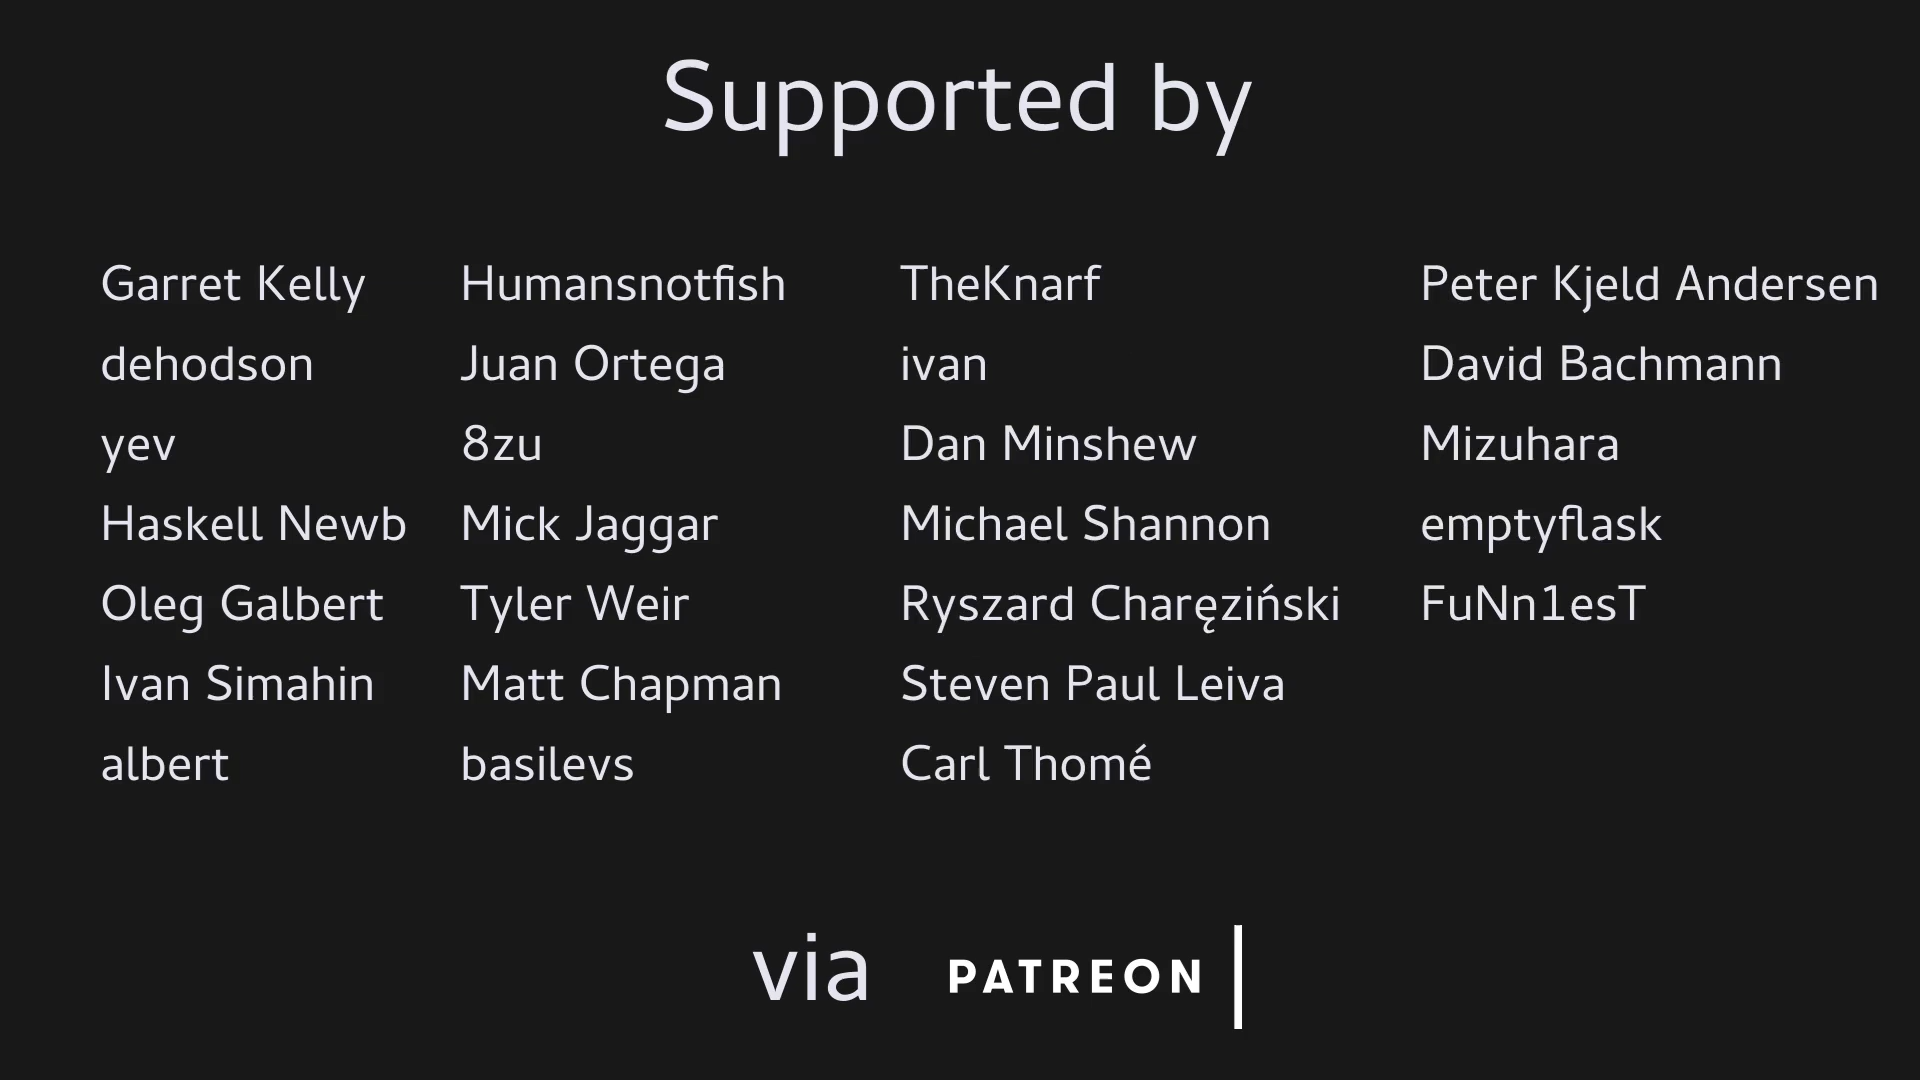 Supported by
Garret Kelly
dehodson
yev
Haskell Newb
Oleg Galbert
Ivan Simahin
albert
Humansnotfish
Juan Ortega
8zu
Mick Jaggar
Tyler Weir
Matt Chapman
basilevs
TheKnarf
ivan
Dan Minshew
Michael Shannon
Ryszard Charęziński
Steven Paul Leiva
Carl Thomé
Peter Kjeld Andersen
David Bachmann
Mizuhara
emptyflask
FuNn1esT
via PATREON